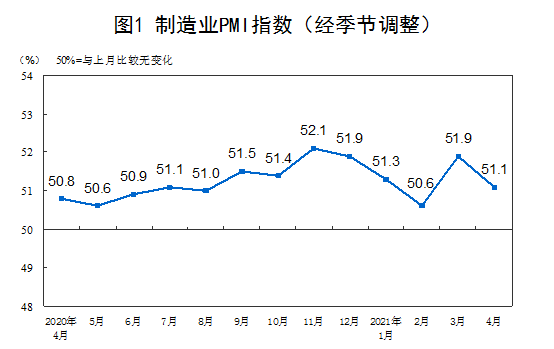 图1 制造业PMI指数（经季节调整）
（%） 50%=与上月比较无变化
54
53
52
51
50
49
48
50.8
50.6
50.9
51.1
51.0
51.5
51.4
52.1
51.9
51.3
50.6
51.9
51.1
2020年
4月
5月
6月
7月
8月
9月
10月
11月
12月
2021年
1月
2月
3月
4月